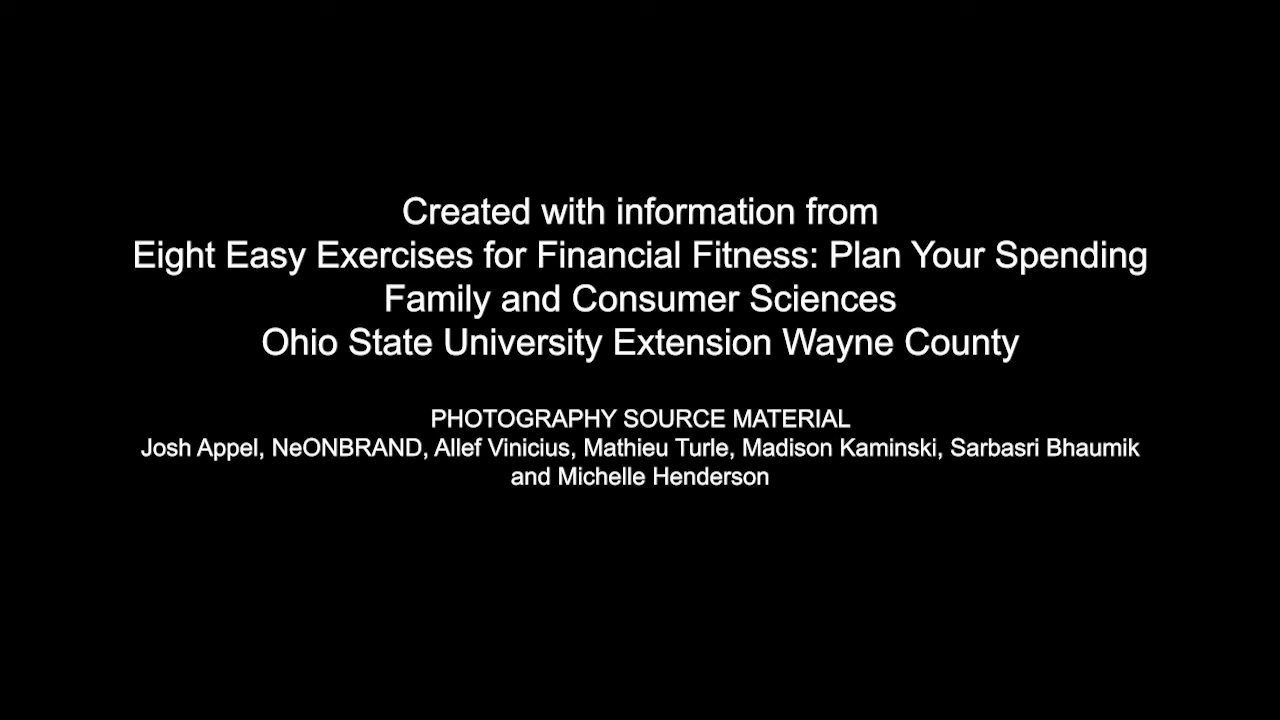 Created with information from
Eight Easy Exercises for Financial Fitness: Plan Your Spending
Family and Consumer Sciences
Ohio State University Extension Wayne County
PHOTOGRAPHY SOURCE MATERIAL
Josh Appel, NeONBRAND, Allef Vinicius, Mathieu Turle, Madison Kaminski, Sarbasri Bhaumik
and Michelle Henderson